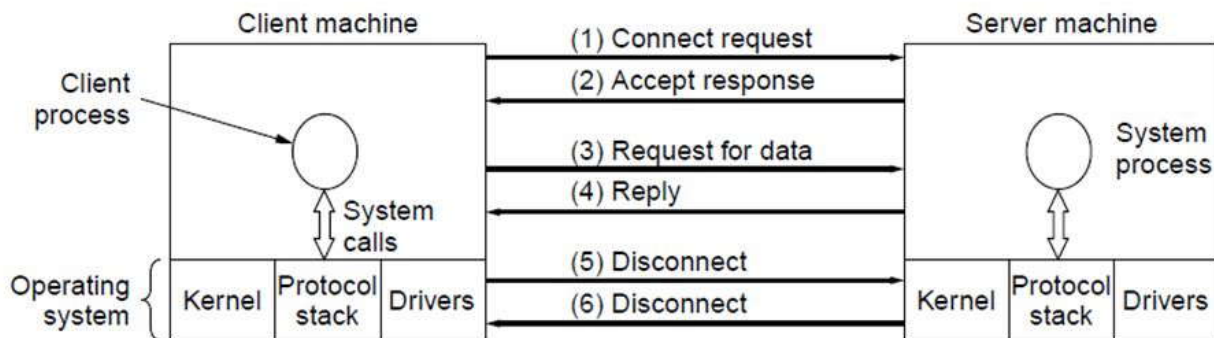 Client machine
Server machine
(1) Connect request
(2) Accept response
(3) Request for data
(4) Reply
(5) Disconnect
(6) Disconnect
Client
process
System
calls
System
process
Operating
system
Kernel
Protocol
stack
Drivers
Kernel
Protocol
stack
Drivers